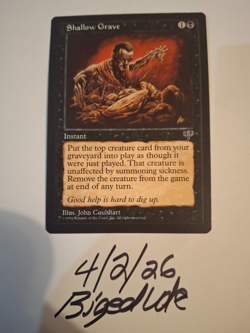 Shallow Grave
Instant
Put the top creature card from your
graveyard into play as though it
were just played. That creature is
unaffected by summoning sickness.
Remove the creature from the game
at end of any turn.
Good help is hard to dig up.
Illus. John Coulthart
4/2/26